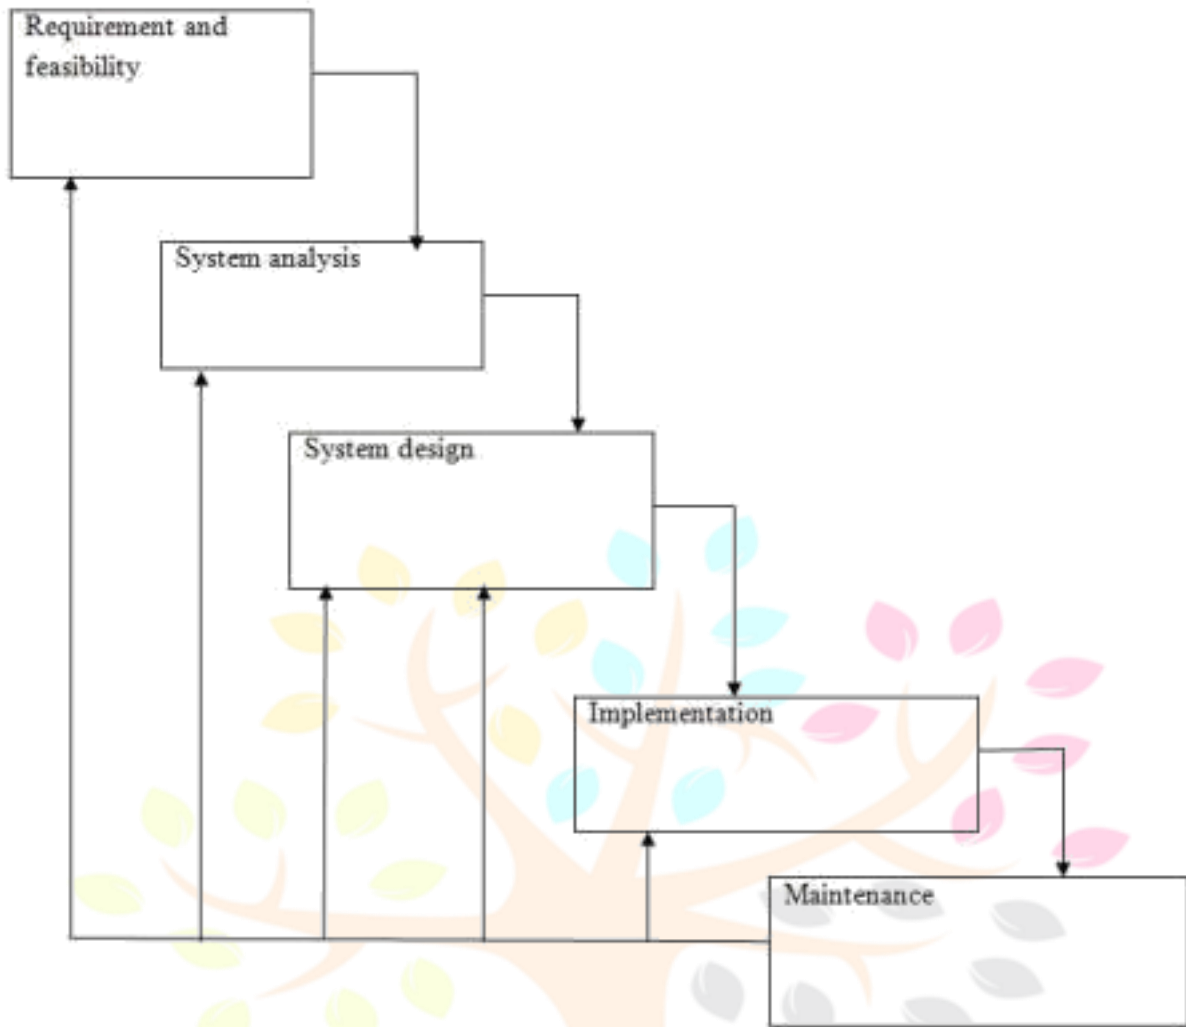 Requirement and
feasibility
System analysis
System design
Implementation
Maintenance